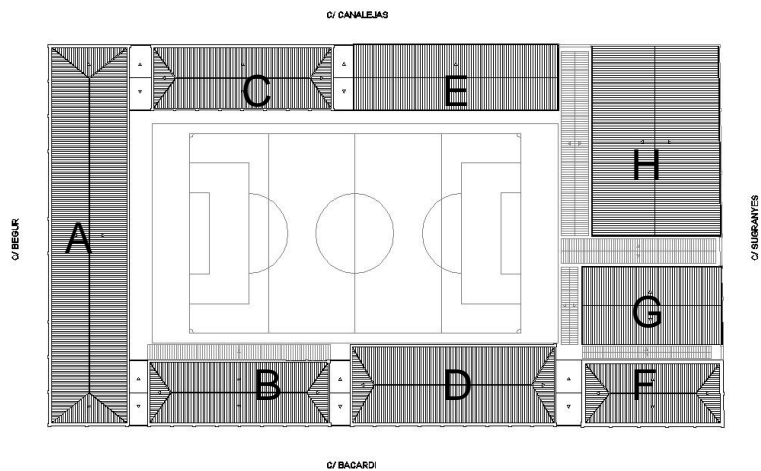 C/ CANALEJAS
C
E
H
A
C/ BEGUR
C/ SUGRANYES
G
B
D
F
C/ BACARDI